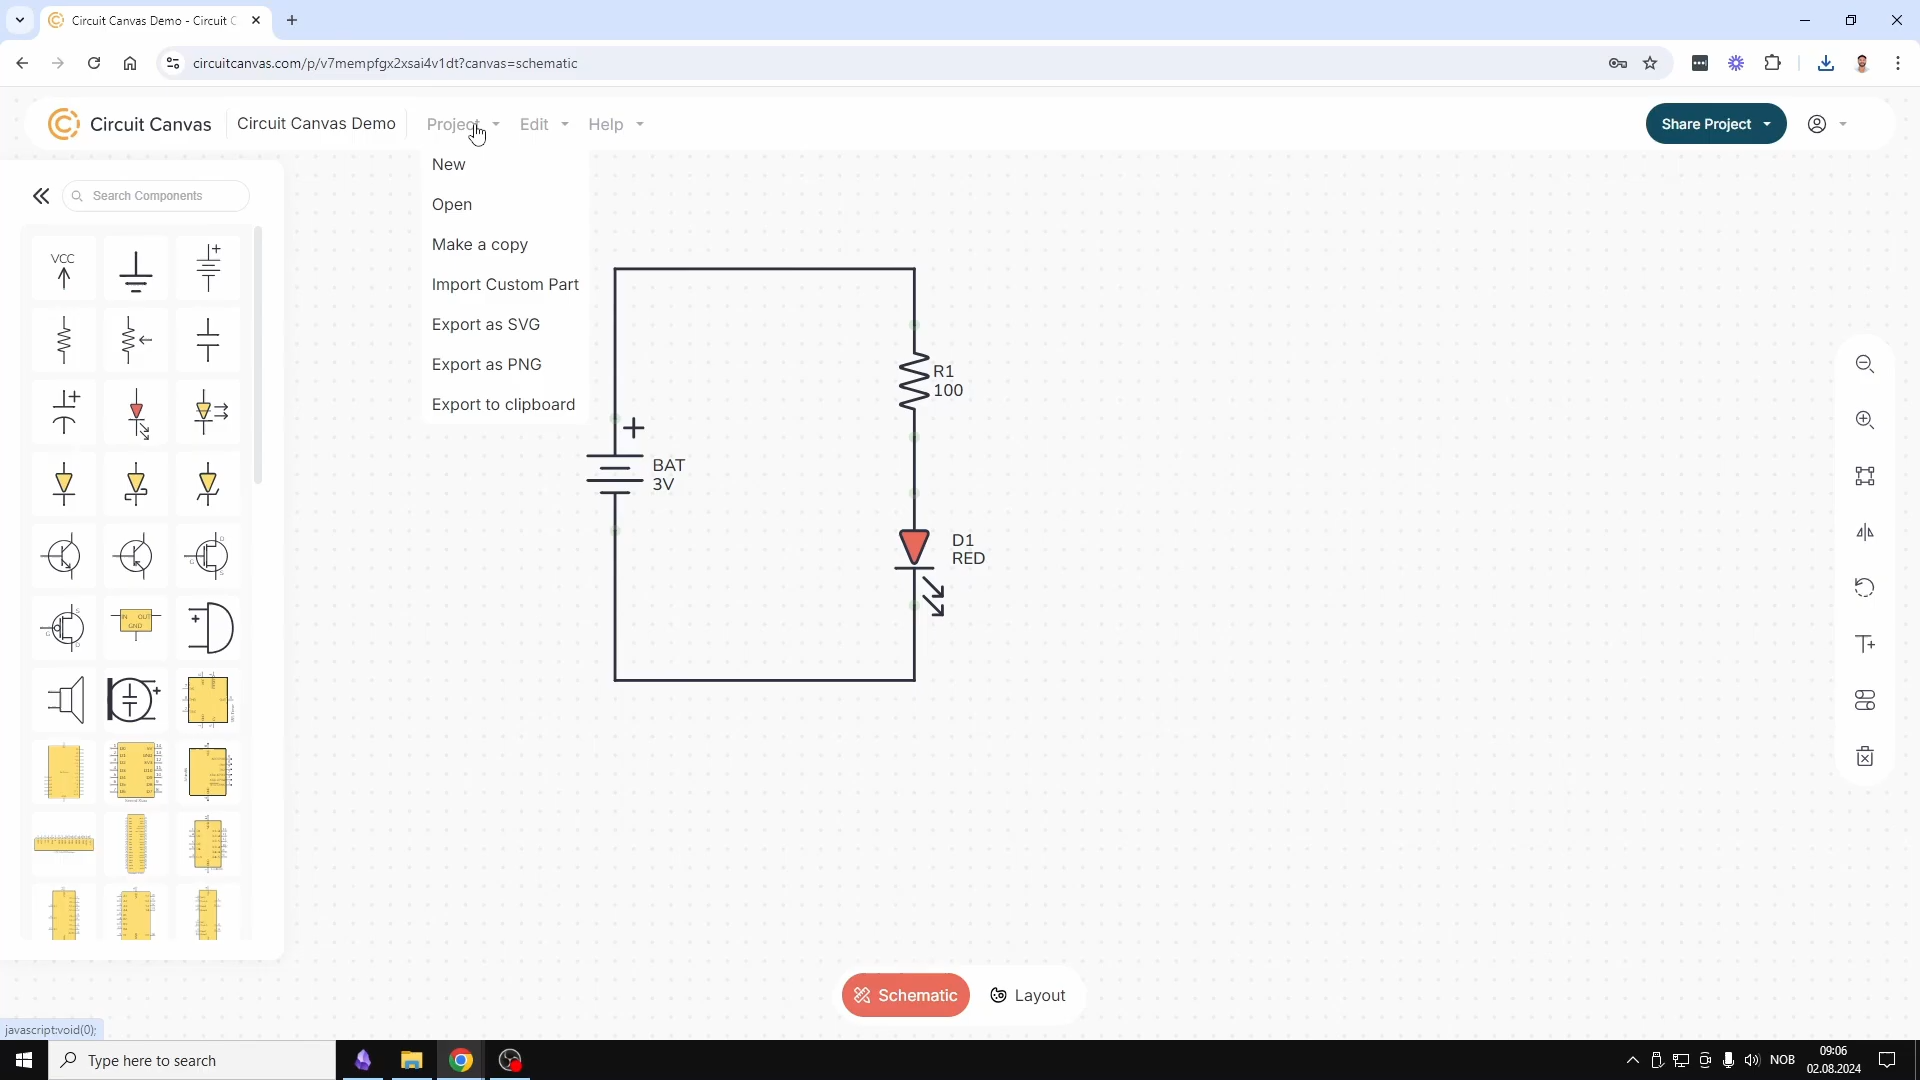 Circuit Canvas Demo - Circuit C
circuitcanvas.com/p/v7mempfgx2xsai4v1dt?canvas=schematic
Circuit Canvas
Circuit Canvas Demo
Project
Edit
Help
Share Project
New
Open
Make a copy
Import Custom Part
Export as SVG
Export as PNG
Export to clipboard
Search Components
VCC
IN OUT
GND
R1
100
BAT
3V
D1
RED
Schematic
Layout
javascript:void(0);
Type here to search
NOB
09:06
02.08.2024